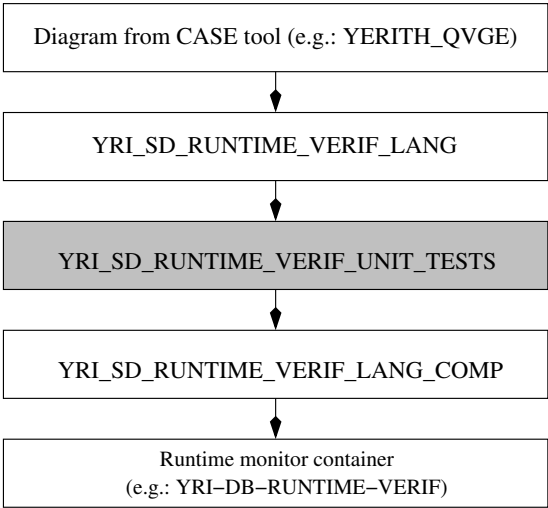 Diagram from CASE tool (e.g.: YERITH_QVGE)
YRI_SD_RUNTIME_VERIF_LANG
YRI_SD_RUNTIME_VERIF_UNIT_TESTS
YRI_SD_RUNTIME_VERIF_LANG_COMP
Runtime monitor container
(e.g.: YRI−DB−RUNTIME−VERIF)